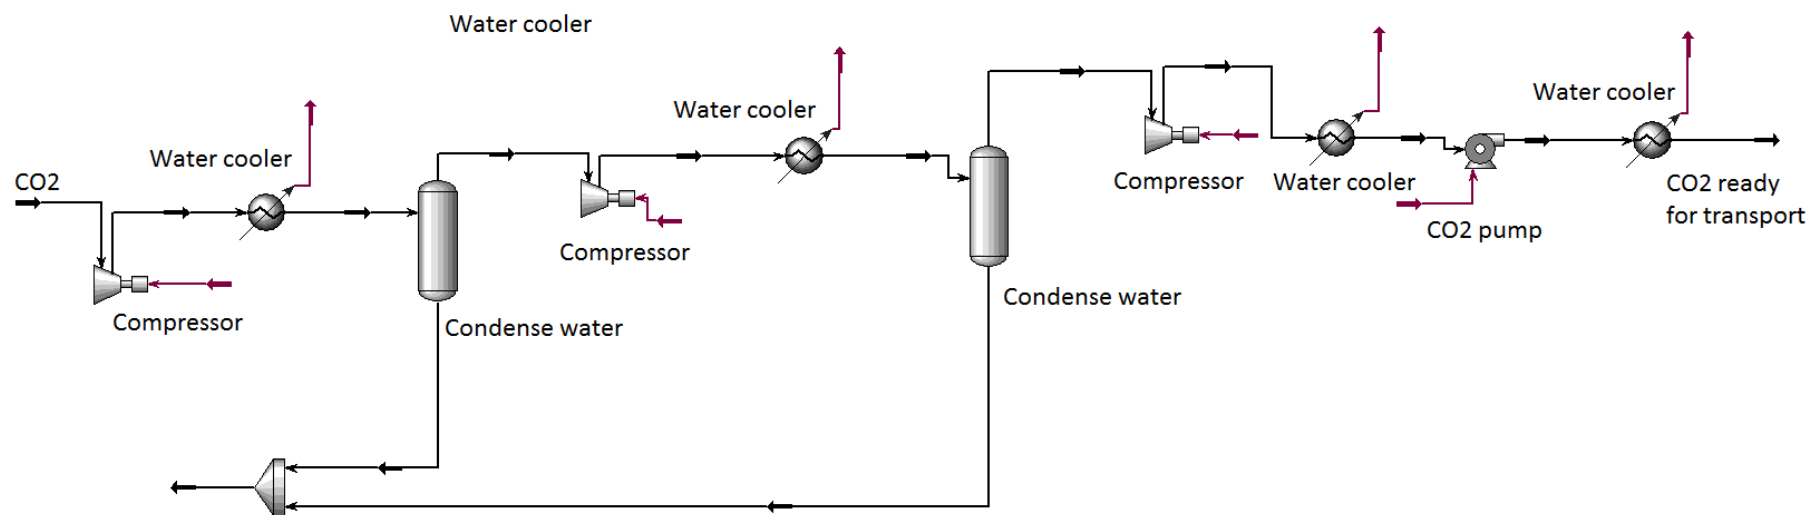 Water cooler
Water cooler
Water cooler
Water cooler
CO2
Compressor
Water cooler
CO2 ready
for transport
CO2 pump
Compressor
Condense water
Compressor
Condense water